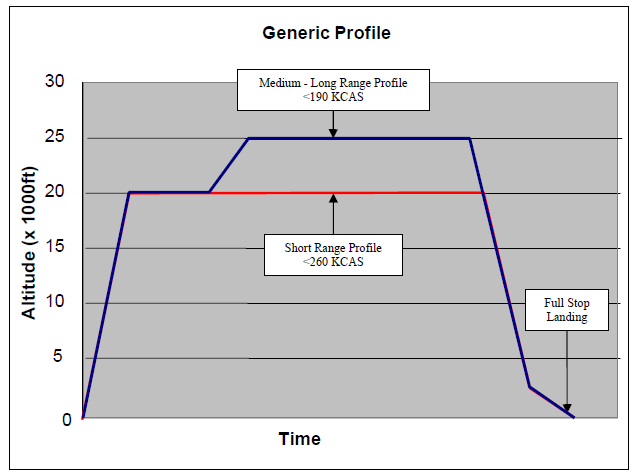 Generic Profile
30
Medium - Long Range Profile
<190 KCAS
25
20
Short Range Profile
<260 KCAS
15
10
Full Stop
Landing
5
0
Altitude (x 1000ft)
Time